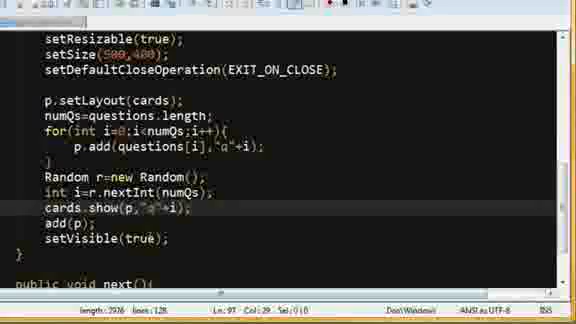 setResizable(true);
setSize(500,400);
setDefaultCloseOperation(EXIT_ON_CLOSE);
p.setLayout(cards);
numQs=questions.length;
for(int i=0;i<numQs;i++){
p.add(questions[i],"q"+i);
}
Random r=new Random();
int i=r.nextInt(numQs);
cards.show(p,"q"+i);
add(p);
setVisible(true);
}
public void next(){
length: 2976 lines: 128 Ln: 97 Col: 29 Sel: 0 | 0 Dos\Windows ANSI as UTF-8 INS